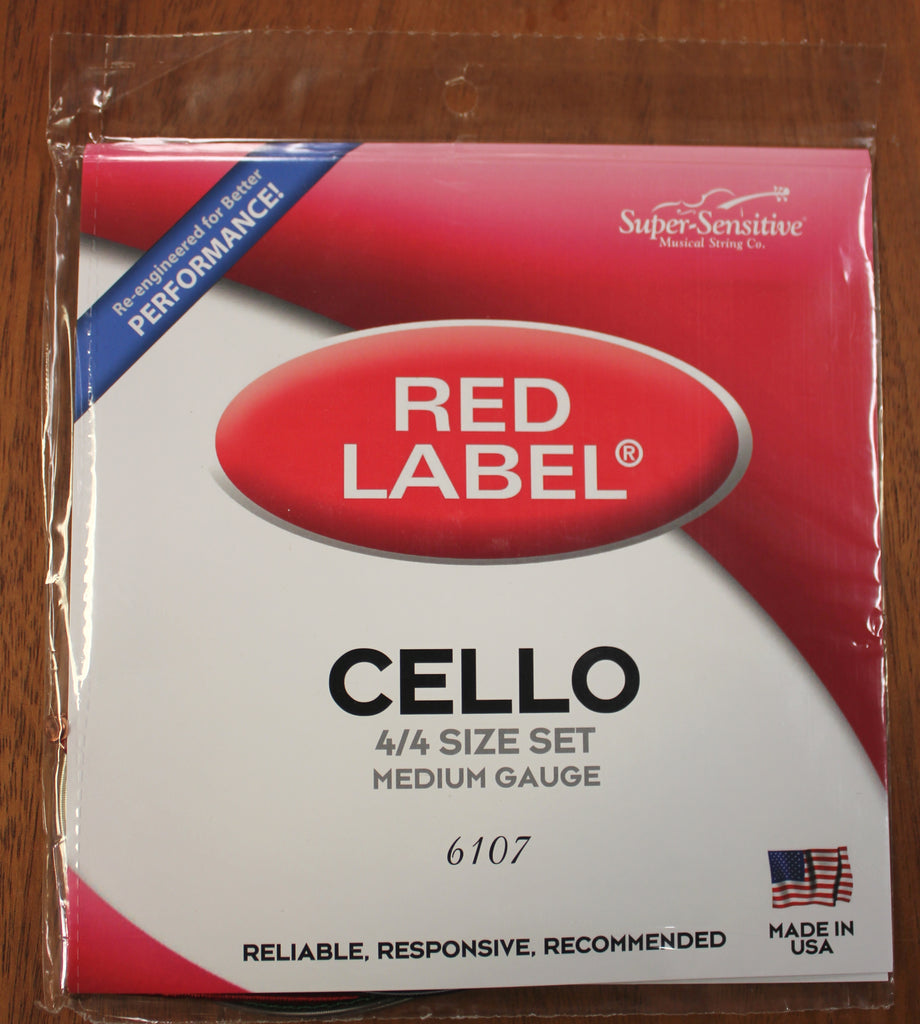 Re-engineered for Better
PERFORMANCE!
Super-Sensitive
Musical String Co.
RED
LABEL®
CELLO
4/4 SIZE SET
MEDIUM GAUGE
6107
RELIABLE, RESPONSIVE, RECOMMENDED
MADE IN
USA